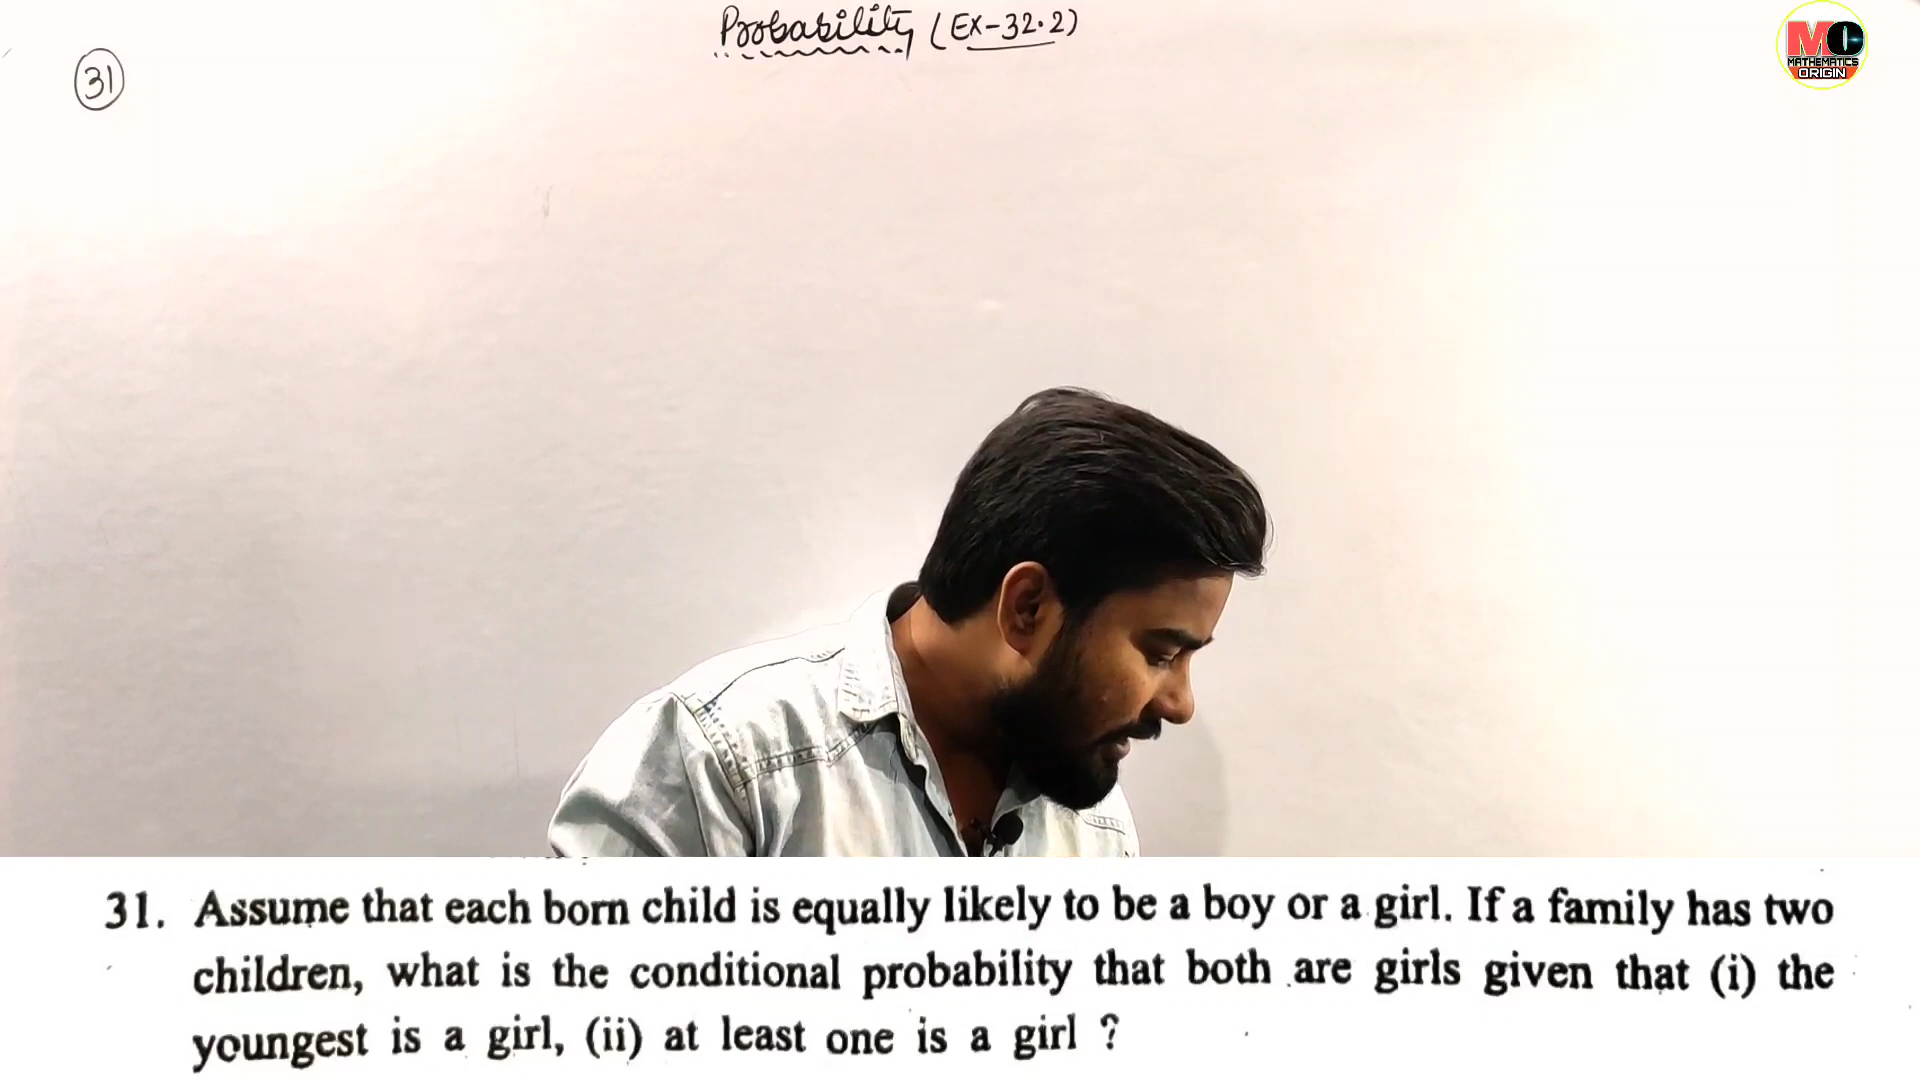 Probability (EX-32.2)
MO
MATHEMATICS
ORIGIN
31
31. Assume that each born child is equally likely to be a boy or a girl. If a family has two
children, what is the conditional probability that both are girls given that (i) the
youngest is a girl, (ii) at least one is a girl ?